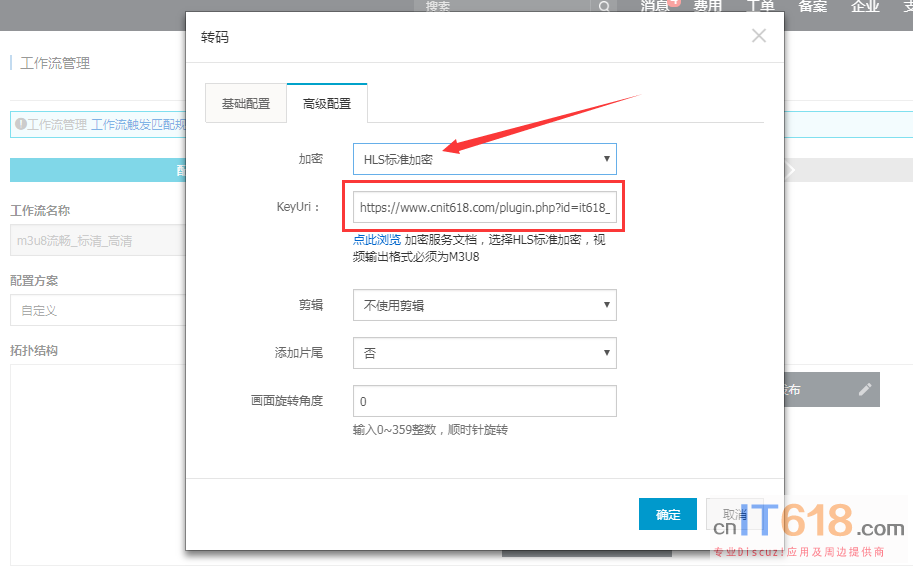 搜索
消息 4 费用 工单 备案 企业 支
转码
工作流管理
基础配置 高级配置
工作流管理 工作流触发匹配规
加密 HLS标准加密
配
KeyUri： https://www.cnit618.com/plugin.php?id=it618_
工作流名称
m3u8流畅_标清_高清
点此浏览 加密服务文档，选择HLS标准加密，视
频输出格式必须为M3U8
配置方案
自定义
剪辑 不使用剪辑
拓扑结构
添加片尾 否
发布
画面旋转角度 0
输入0~359整数，顺时针旋转
确定 取消
cnIT618.com
专业Discuz!应用及周边提供商